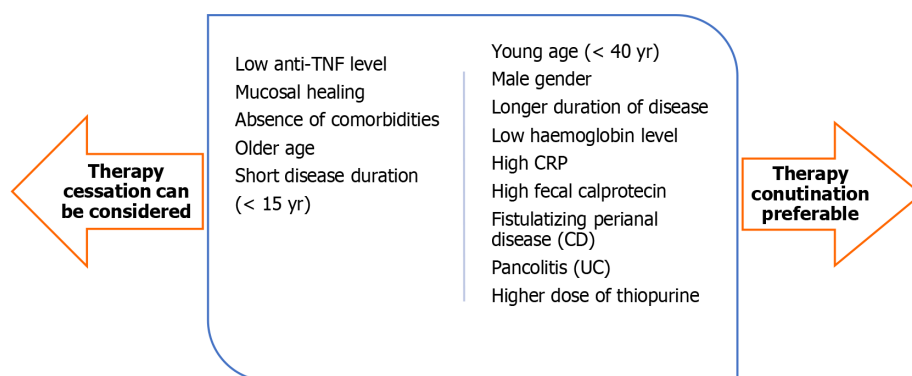 Therapy
cessation can
be considered
Low anti-TNF level
Mucosal healing
Absence of comorbidities
Older age
Short disease duration
(< 15 yr)
Young age (< 40 yr)
Male gender
Longer duration of disease
Low haemoglobin level
High CRP
High fecal calprotecin
Fistulatizing perianal
disease (CD)
Pancolitis (UC)
Higher dose of thiopurine
Therapy
conutination
preferable